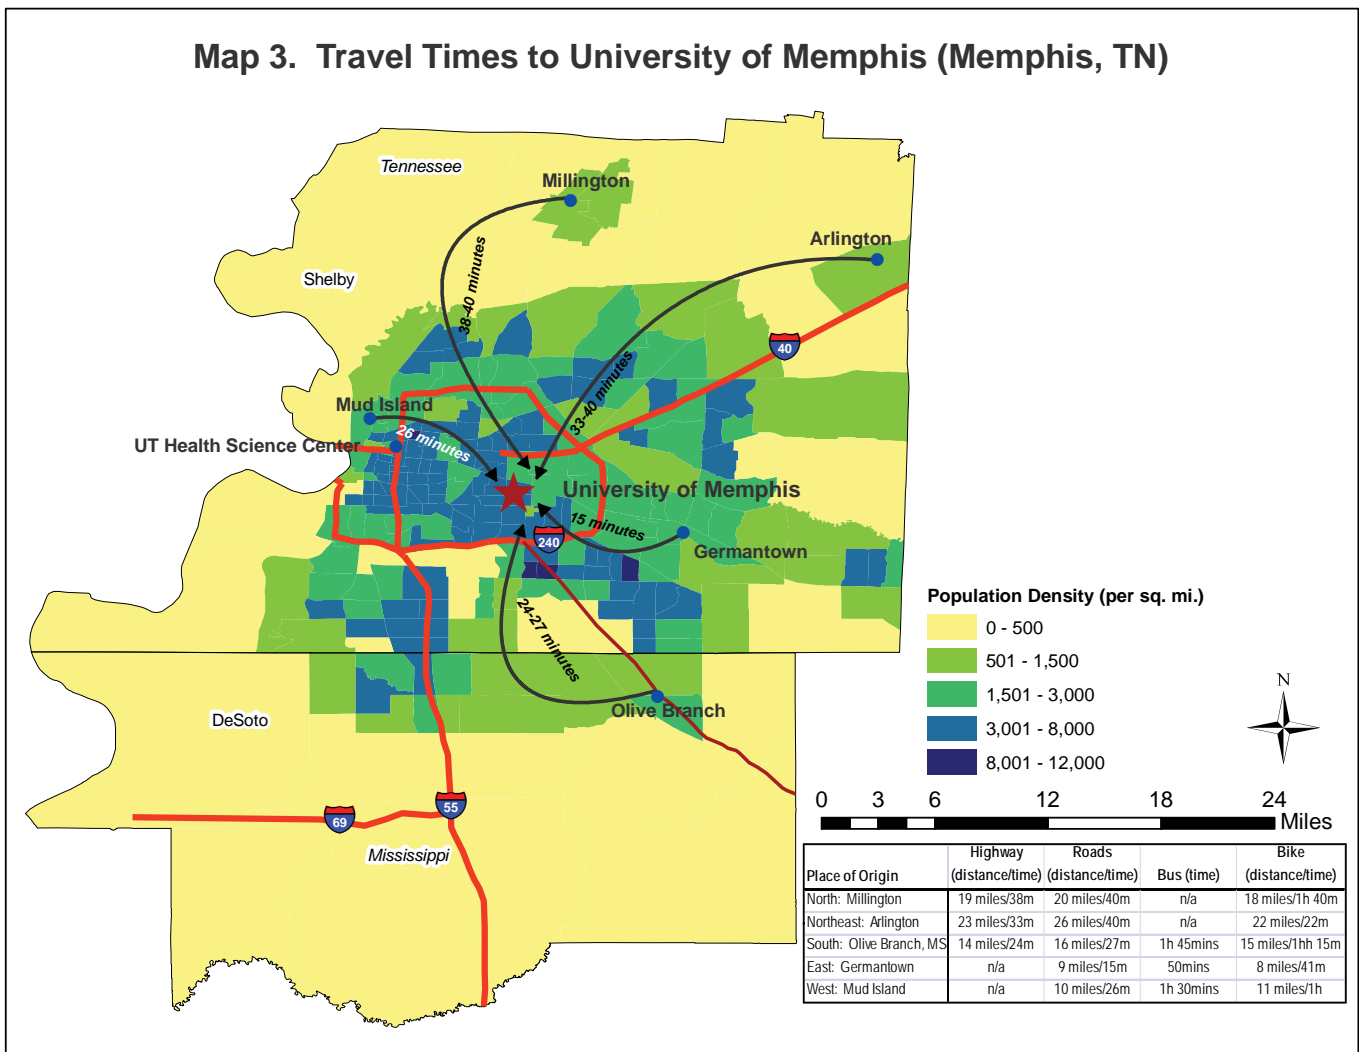 Map 3.  Travel Times to University of Memphis (Memphis, TN)
Tennessee
Millington
Arlington
Shelby
38-40 minutes
40
33-40 minutes
Mud Island
26 minutes
UT Health Science Center
University of Memphis
15 minutes
240
Germantown
24-27 minutes
Olive Branch
DeSoto
55
69
Mississippi
Population Density (per sq. mi.)
0 - 500
501 - 1,500
1,501 - 3,000
3,001 - 8,000
8,001 - 12,000
N
0 3 6 12 18 24
Miles
Place of Origin Highway (distance/time) Roads (distance/time) Bus (time) Bike (distance/time)
North: Millington 19 miles/38m 20 miles/40m n/a 18 miles/1h 40m
Northeast: Arlington 23 miles/33m 26 miles/40m n/a 22 miles/22m
South: Olive Branch, MS 14 miles/24m 16 miles/27m 1h 45mins 15 miles/1hh 15m
East: Germantown n/a 9 miles/15m 50mins 8 miles/41m
West: Mud Island n/a 10 miles/26m 1h 30mins 11 miles/1h